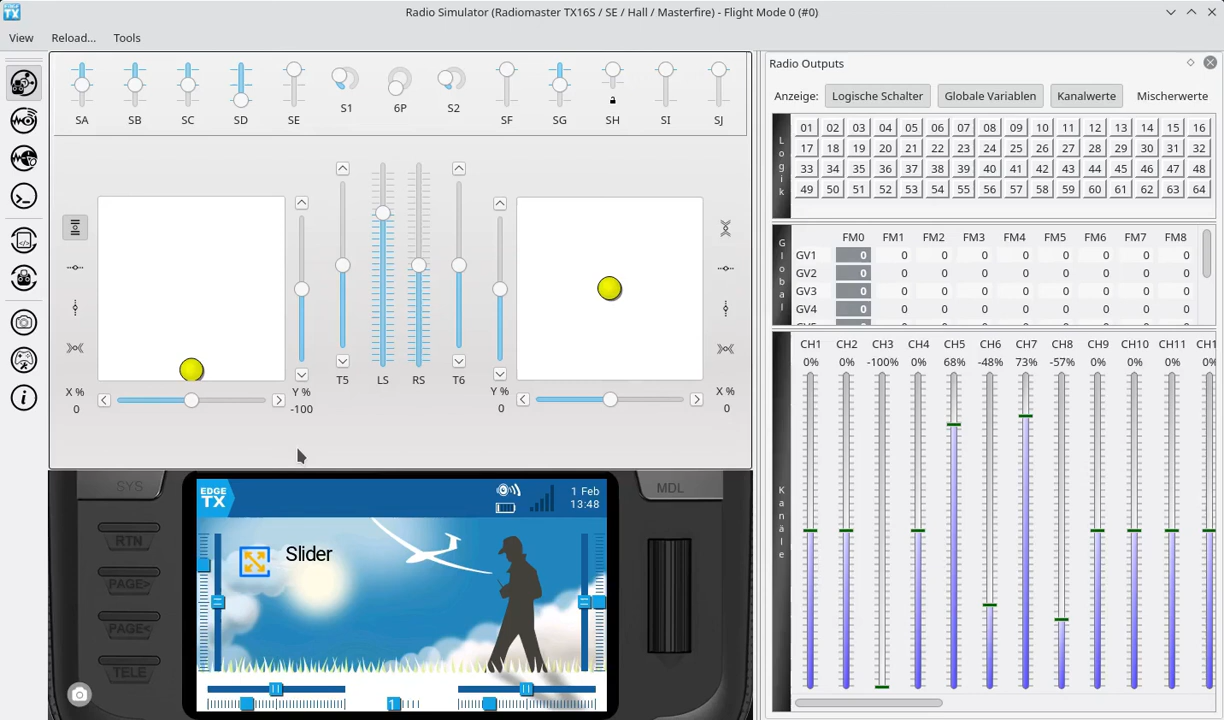 EDGE TX
Radio Simulator (Radiomaster TX16S / SE / Hall / Masterfire) - Flight Mode 0 (#0)
View Reload... Tools
SA SB SC SD SE S1 6P S2 SF SG SH SI SJ
T5 LS RS T6
X %
0
Y %
-100
Y %
0
X %
0
Radio Outputs
Anzeige: Logische Schalter Globale Variablen Kanalwerte Mischerwerte
Logik
01 02 03 04 05 06 07 08 09 10 11 12 13 14 15 16
17 18 19 20 21 22 23 24 25 26 27 28 29 30 31 32
33 34 35 36 37 38 39 40 41 42 43 44 45 46 47 48
49 50 51 52 53 54 55 56 57 58 59 60 61 62 63 64
Global
FM0 FM1 FM2 FM3 FM4 FM5 FM6 FM7 FM8
GV1 0 0 0 0 0 0 0 0 0
GV2 0 0 0 0 0 0 0 0 0
GV3 0 0 0 0 0 0 0 0 0
GV4 0 0 0 0 0 0 0 0 0
Kanäle
CH1 CH2 CH3 CH4 CH5 CH6 CH7 CH8 CH9 CH10 CH11 CH1
0% 0% -100% 0% 68% -48% 73% -57% 0% 0% 0% 0%
SYS
RTN
PAGE>
PAGE<
TELE
MDL
EDGE
TX
1 Feb
13:48
Slider
1